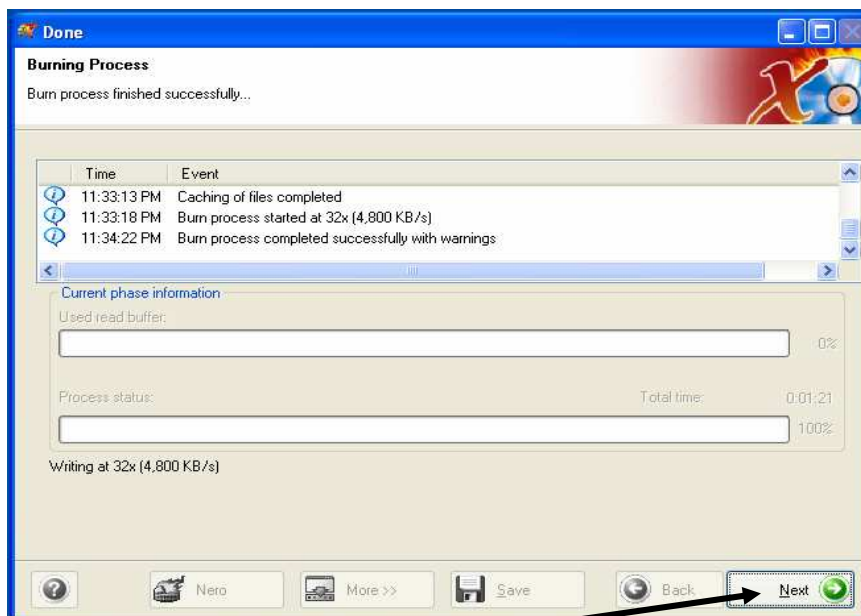 Done
Burning Process
Burn process finished successfully...
Time Event
11:33:13 PM Caching of files completed
11:33:18 PM Burn process started at 32x (4,800 KB/s)
11:34:22 PM Burn process completed successfully with warnings
Current phase information
Used read buffer:
0%
Process status: Total time: 0:01:21
100%
Writing at 32x (4,800 KB/s)
? Nero More >> Save Back Next